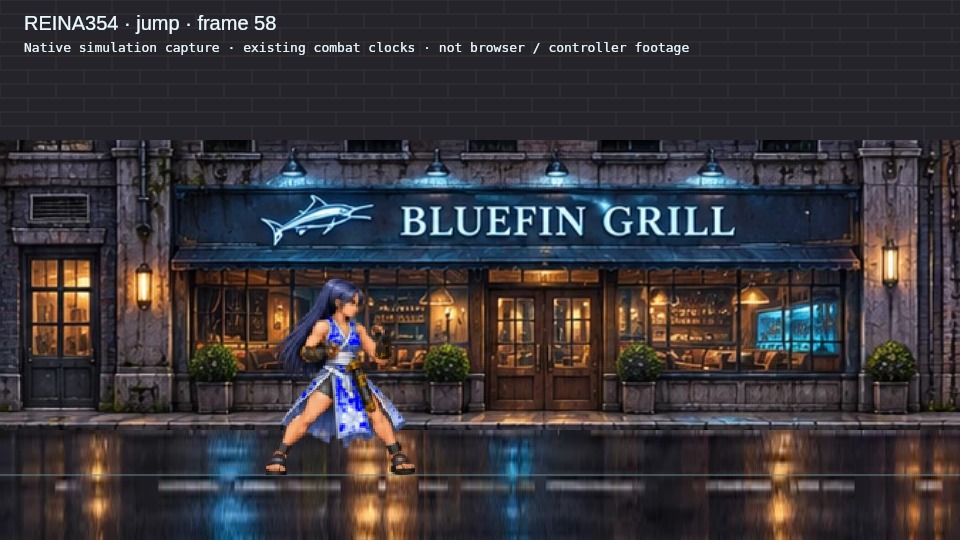 REINA354 · jump · frame 58
Native simulation capture · existing combat clocks · not browser / controller footage
BLUEFIN GRILL